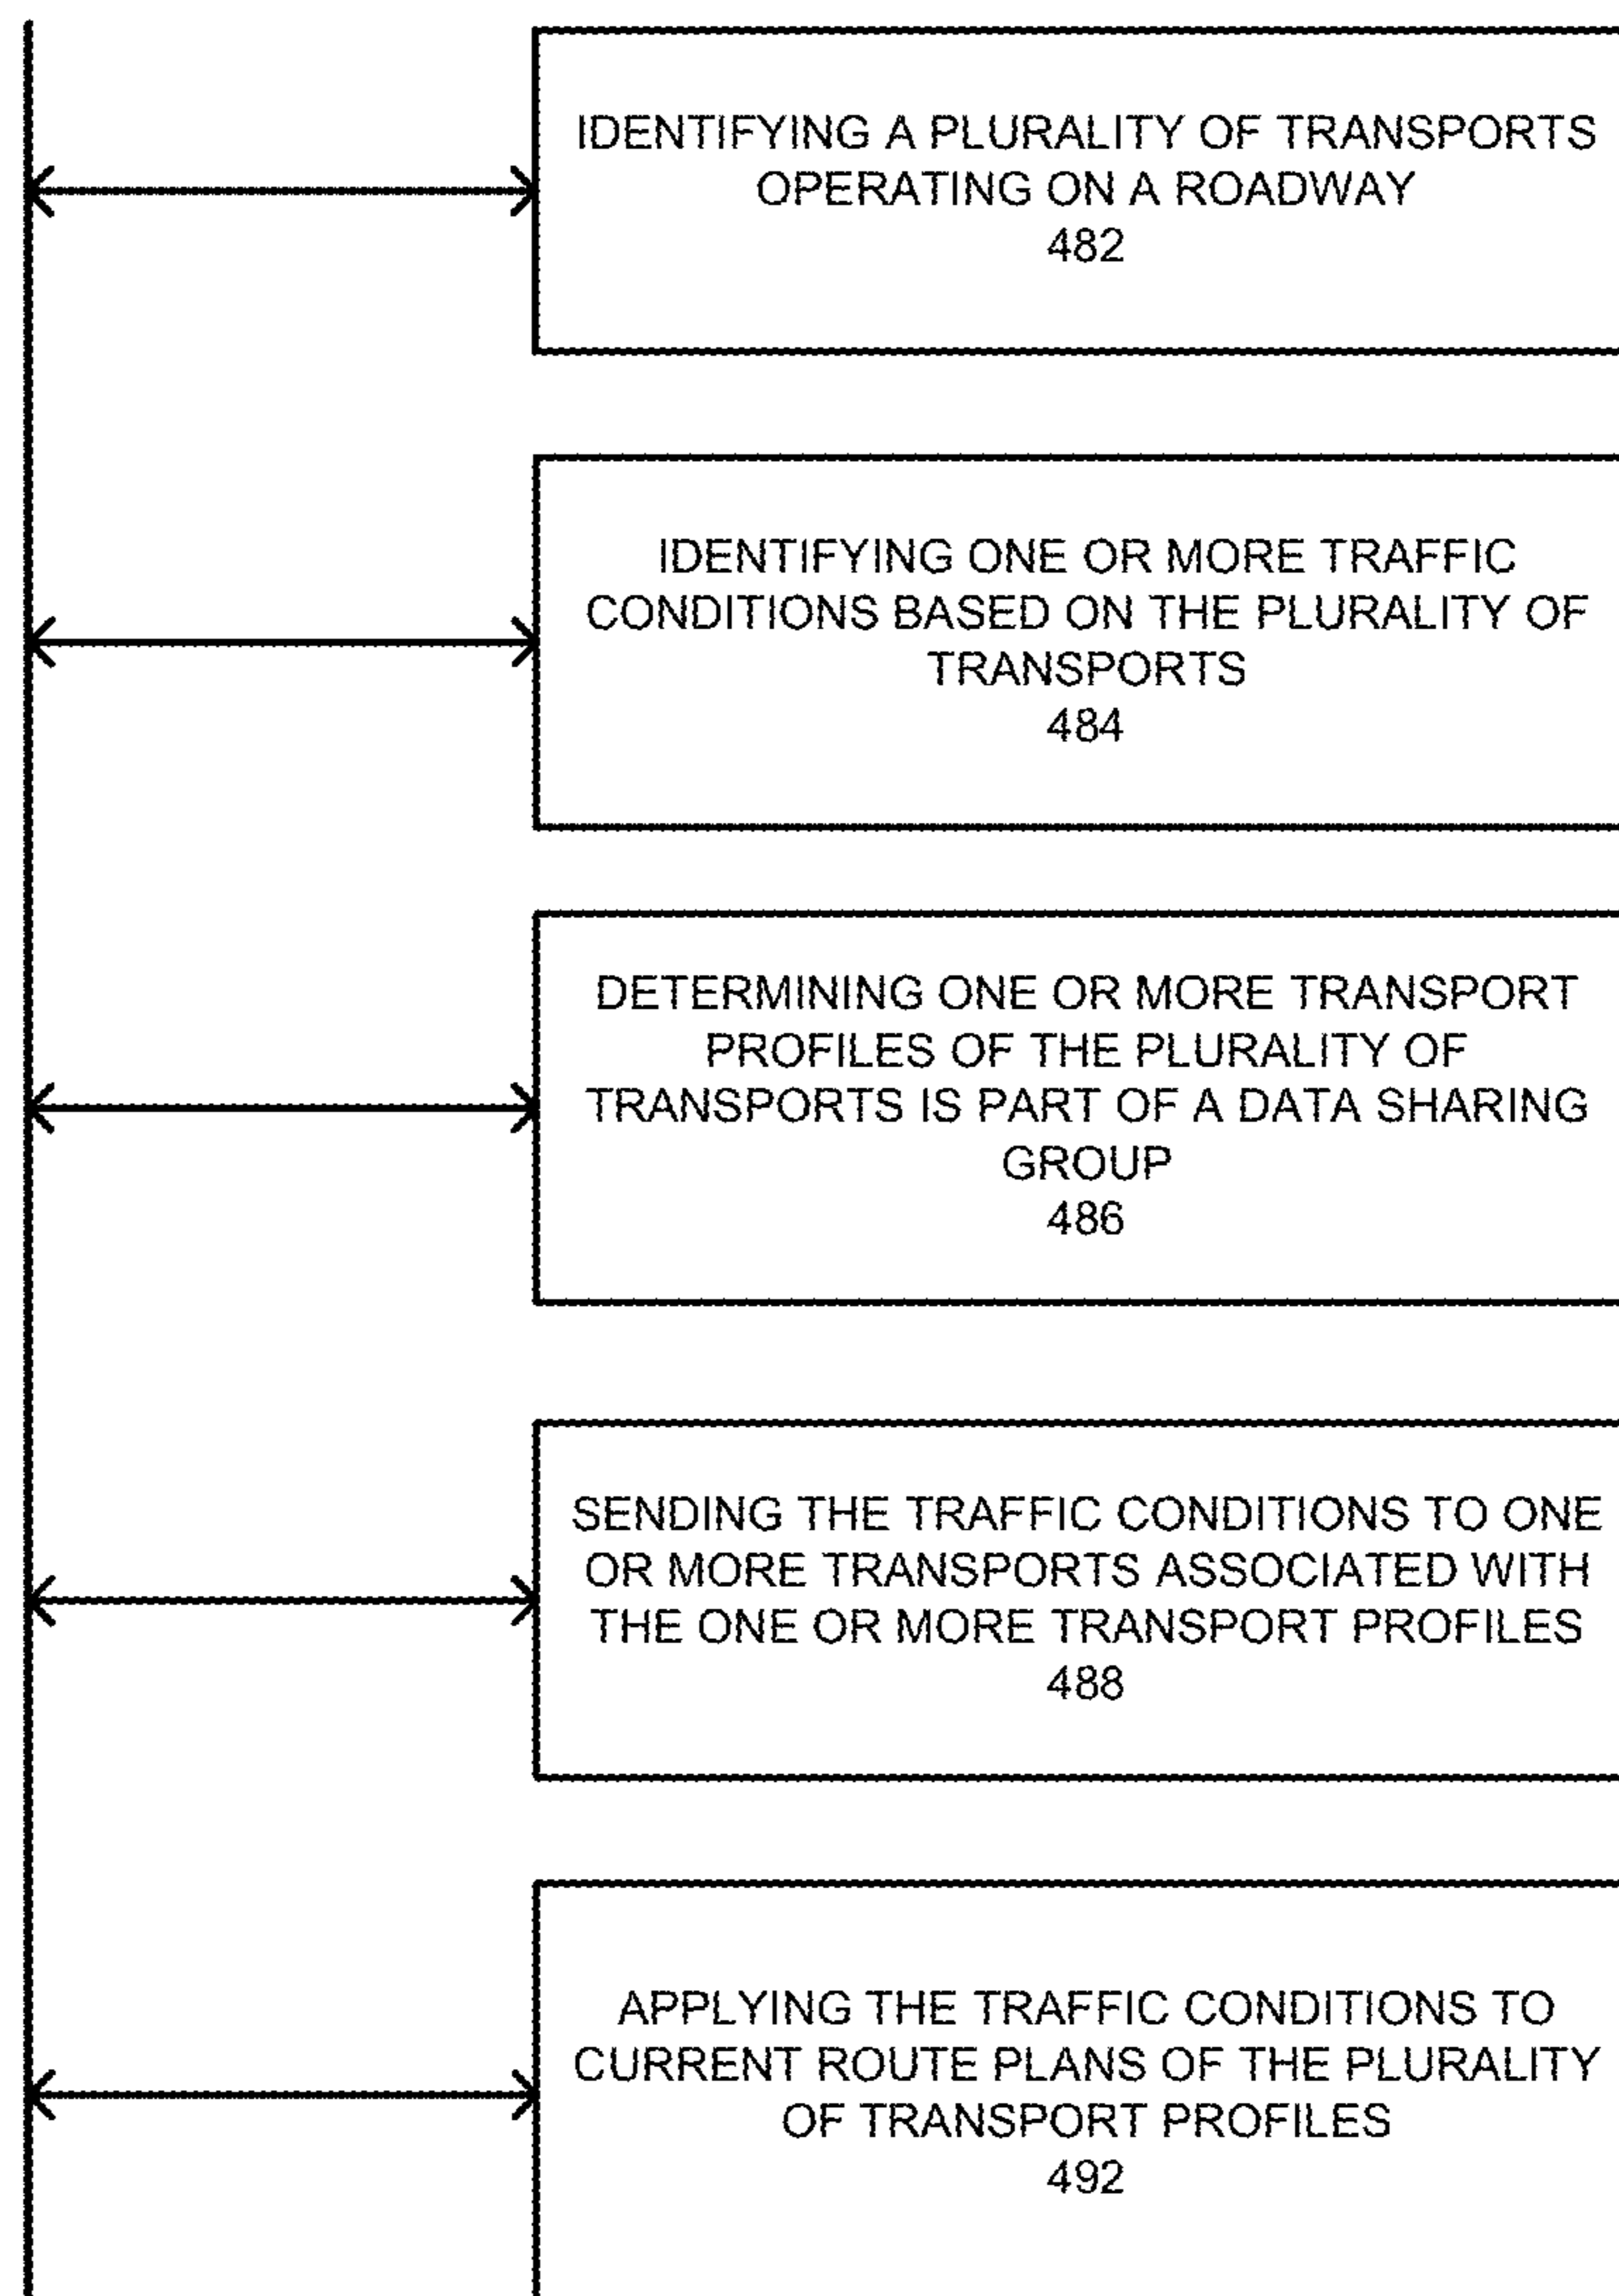 IDENTIFYING A PLURALITY OF TRANSPORTS
OPERATING ON A ROADWAY
482
IDENTIFYING ONE OR MORE TRAFFIC
CONDITIONS BASED ON THE PLURALITY OF
TRANSPORTS
484
DETERMINING ONE OR MORE TRANSPORT
PROFILES OF THE PLURALITY OF
TRANSPORTS IS PART OF A DATA SHARING
GROUP
486
SENDING THE TRAFFIC CONDITIONS TO ONE
OR MORE TRANSPORTS ASSOCIATED WITH
THE ONE OR MORE TRANSPORT PROFILES
488
APPLYING THE TRAFFIC CONDITIONS TO
CURRENT ROUTE PLANS OF THE PLURALITY
OF TRANSPORT PROFILES
492